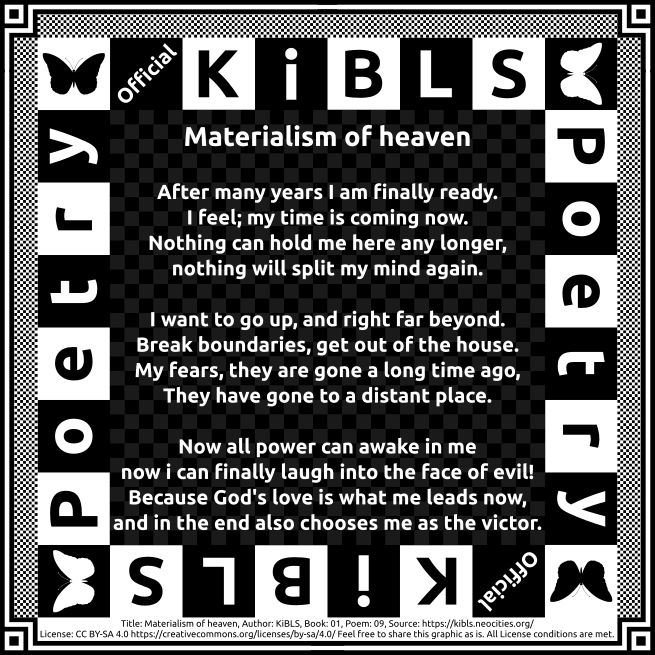 Official KiBLS
Poetry
Poetry
Materialism of heaven
After many years I am finally ready.
I feel; my time is coming now.
Nothing can hold me here any longer,
nothing will split my mind again.
I want to go up, and right far beyond.
Break boundaries, get out of the house.
My fears, they are gone a long time ago,
They have gone to a distant place.
Now all power can awake in me
now i can finally laugh into the face of evil!
Because God's love is what me leads now,
and in the end also chooses me as the victor.
Official KiBLS
Title: Materialism of heaven, Author: KiBLS, Book: 01, Poem: 09, Source: https://kibls.neocities.org/
License: CC BY-SA 4.0 https://creativecommons.org/licenses/by-sa/4.0/ Feel free to share this graphic as is. All License conditions are met.